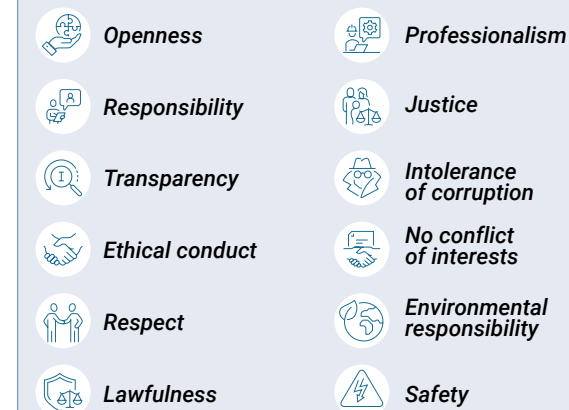 Openness
Responsibility
Transparency
Ethical conduct
Respect
Lawfulness
Professionalism
Justice
Intolerance
of corruption
No conflict
of interests
Environmental
responsibility
Safety